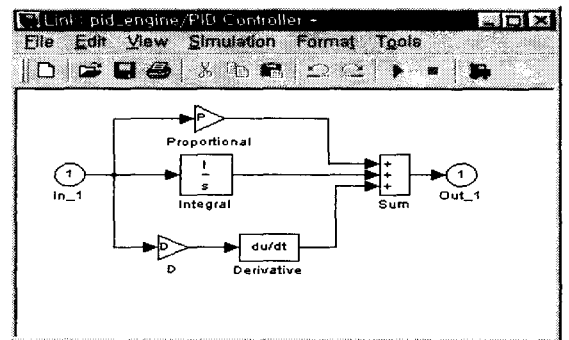 Link: pid_engine/PID Controller
File Edit View Simulation Format Tools
P
Proportional
1
In_1
I
s
Integral
+
+
+
Sum
1
Out_1
D
D
du/dt
Derivative